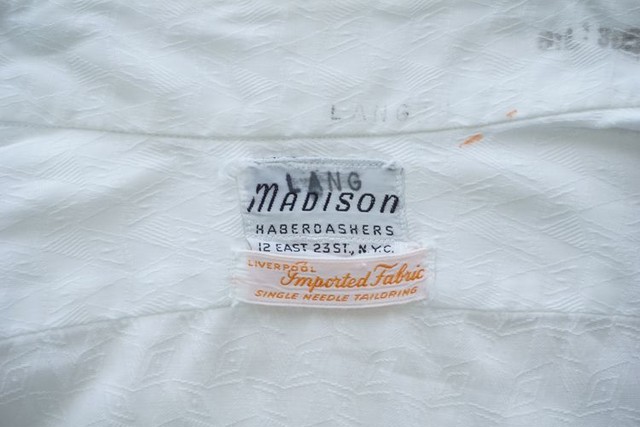 LANG
LANG
MADISON
HABERDASHERS
12 EAST 23 ST., N.Y.C.
LIVERPOOL
Imported Fabric
SINGLE NEEDLE TAILORING